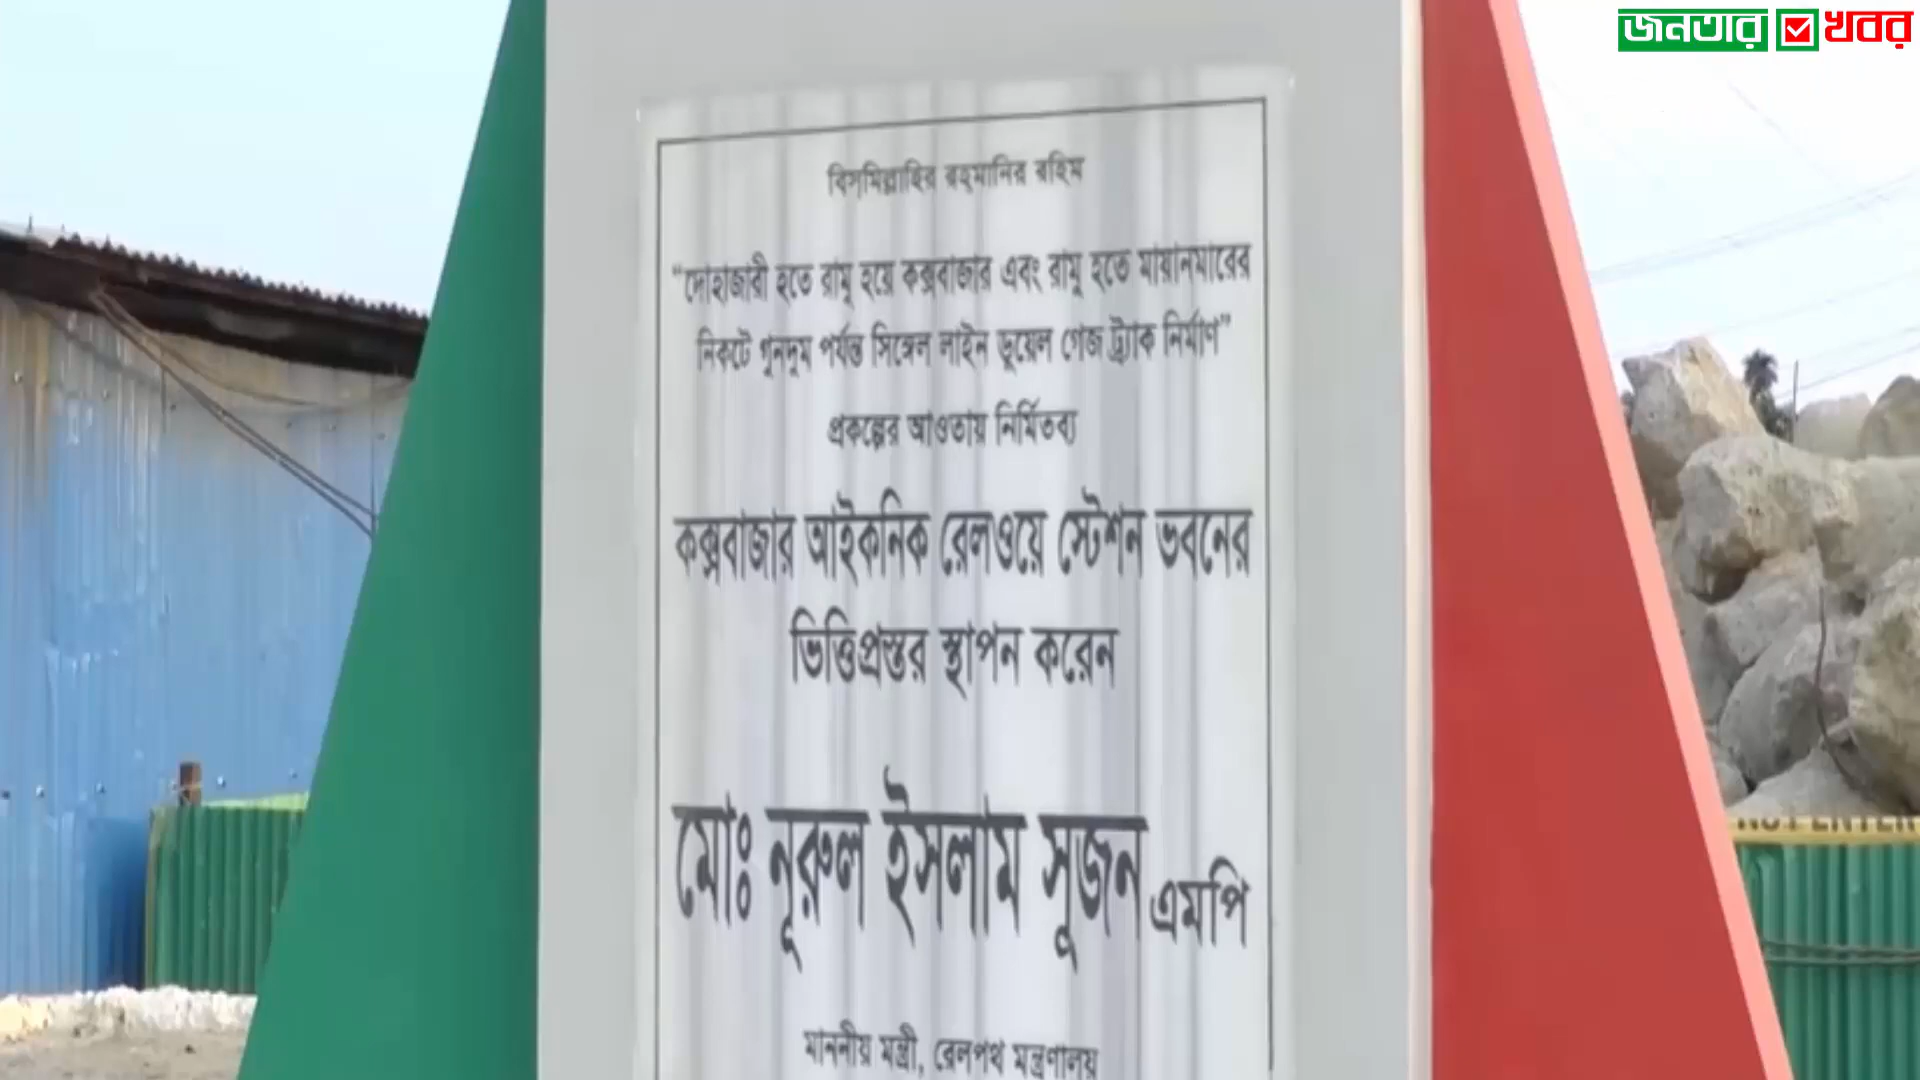 জনতার খবর
বিসমিল্লাহির রহমানির রহিম
“দোহাজারী হতে রামু হয়ে কক্সবাজার এবং রামু হতে মায়ানমারের
নিকটে গুনদুম পর্যন্ত সিঙ্গেল লাইন ডুয়েল গেজ ট্র্যাক নির্মাণ”
প্রকল্পের আওতায় নির্মিতব্য
কক্সবাজার আইকনিক রেলওয়ে স্টেশন ভবনের
ভিত্তিপ্রস্তর স্থাপন করেন
মোঃ নূরুল ইসলাম সুজন এমপি
মাননীয় মন্ত্রী, রেলপথ মন্ত্রণালয়
NOT ENTER